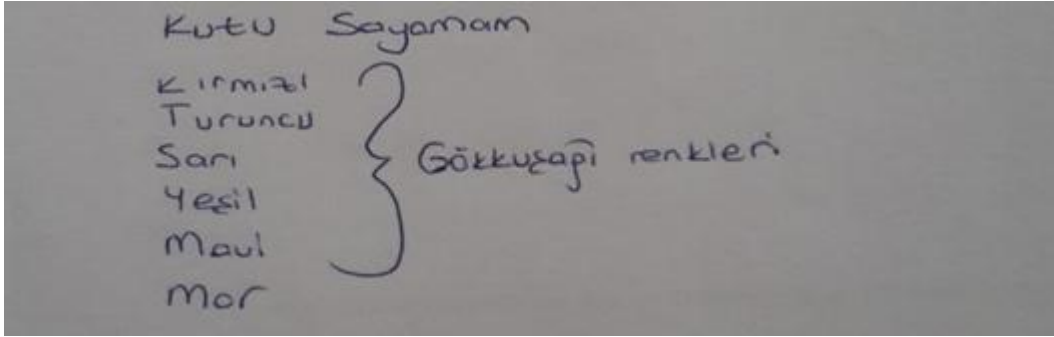 Kutu Sayamam
Kırmızı
Turuncu
Sarı
Yeşil
Mavi
Mor
Gökkuşağı renkleri